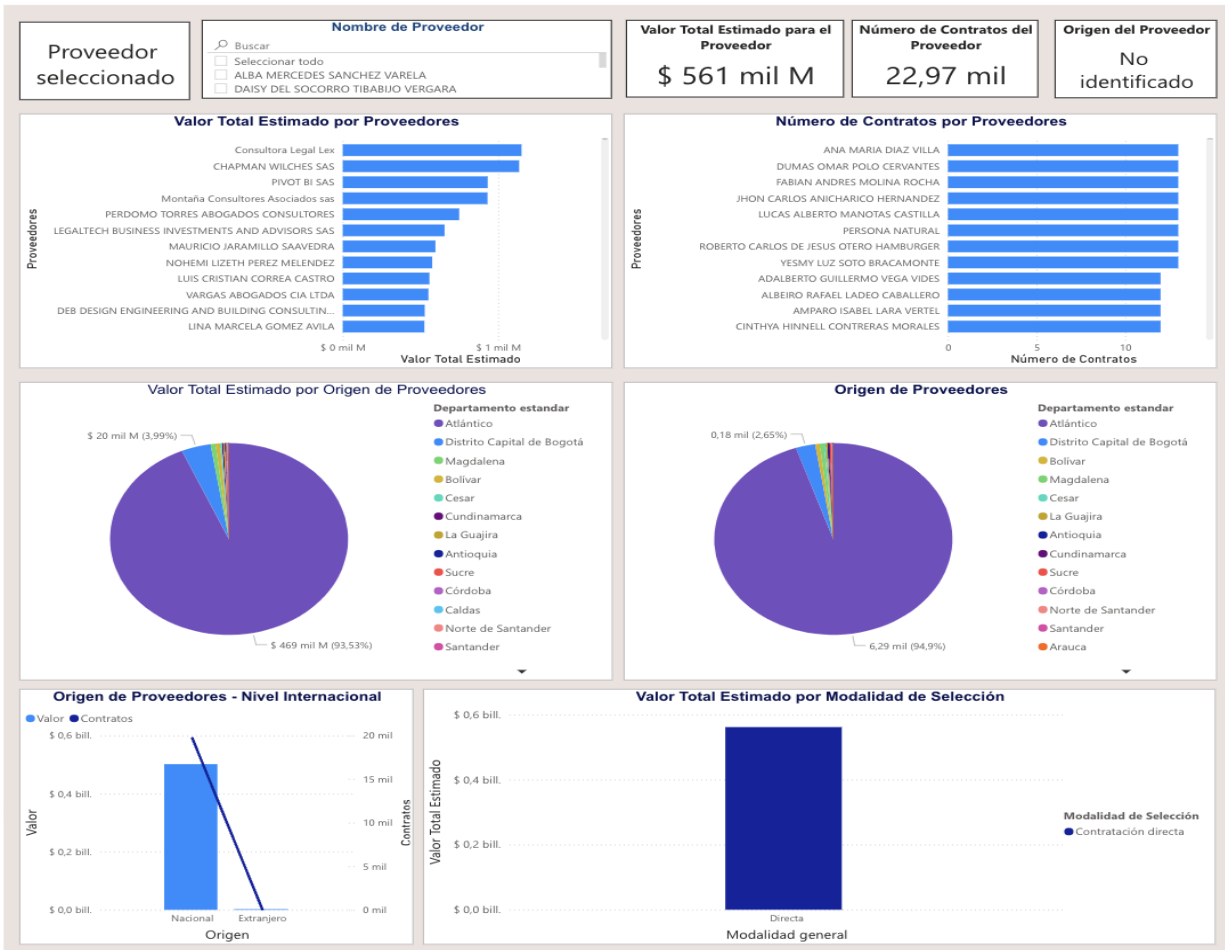 Proveedor
seleccionado
Nombre de Proveedor
Buscar
Seleccionar todo
ALBA MERCEDES SANCHEZ VARELA
DAISY DEL SOCORRO TIBABIJO VERGARA
Valor Total Estimado para el
Proveedor
$ 561 mil M
Número de Contratos del
Proveedor
22,97 mil
Origen del Proveedor
No
identificado
Valor Total Estimado por Proveedores
Proveedores
Consultora Legal Lex
CHAPMAN WILCHES SAS
PIVOT BI SAS
Montaña Consultores Asociados sas
PERDOMO TORRES ABOGADOS CONSULTORES
LEGALTECH BUSINESS INVESTMENTS AND ADVISORS SAS
MAURICIO JARAMILLO SAAVEDRA
NOHEMI LIZETH PEREZ MELENDEZ
LUIS CRISTIAN CORREA CASTRO
VARGAS ABOGADOS CIA LTDA
DEB DESIGN ENGINEERING AND BUILDING CONSULTIN...
LINA MARCELA GOMEZ AVILA
$ 0 mil M $ 1 mil M
Valor Total Estimado
Número de Contratos por Proveedores
Proveedores
ANA MARIA DIAZ VILLA
DUMAS OMAR POLO CERVANTES
FABIAN ANDRES MOLINA ROCHA
JHON CARLOS ANICHARICO HERNANDEZ
LUCAS ALBERTO MANOTAS CASTILLA
PERSONA NATURAL
ROBERTO CARLOS DE JESUS OTERO HAMBURGER
YESMY LUZ SOTO BRACAMONTE
ADALBERTO GUILLERMO VEGA VIDES
ALBEIRO RAFAEL LADEO CABALLERO
AMPARO ISABEL LARA VERTEL
CINTHYA HINNELL CONTRERAS MORALES
0 5 10
Número de Contratos
Valor Total Estimado por Origen de Proveedores
$ 20 mil M (3,99%)
$ 469 mil M (93,53%)
Departamento estandar
Atlántico
Distrito Capital de Bogotá
Magdalena
Bolívar
Cesar
Cundinamarca
La Guajira
Antioquia
Sucre
Córdoba
Caldas
Norte de Santander
Santander
Origen de Proveedores
0,18 mil (2,65%)
6,29 mil (94,9%)
Departamento estandar
Atlántico
Distrito Capital de Bogotá
Bolívar
Magdalena
Cesar
La Guajira
Antioquia
Cundinamarca
Sucre
Córdoba
Norte de Santander
Santander
Arauca
Origen de Proveedores - Nivel Internacional
Valor Contratos
Valor
$ 0,6 bill.
$ 0,4 bill.
$ 0,2 bill.
$ 0,0 bill.
20 mil
15 mil
10 mil
5 mil
0 mil
Contratos
Nacional Extranjero
Origen
Valor Total Estimado por Modalidad de Selección
Valor Total Estimado
$ 0,6 bill.
$ 0,4 bill.
$ 0,2 bill.
$ 0,0 bill.
Directa
Modalidad general
Modalidad de Selección
Contratación directa